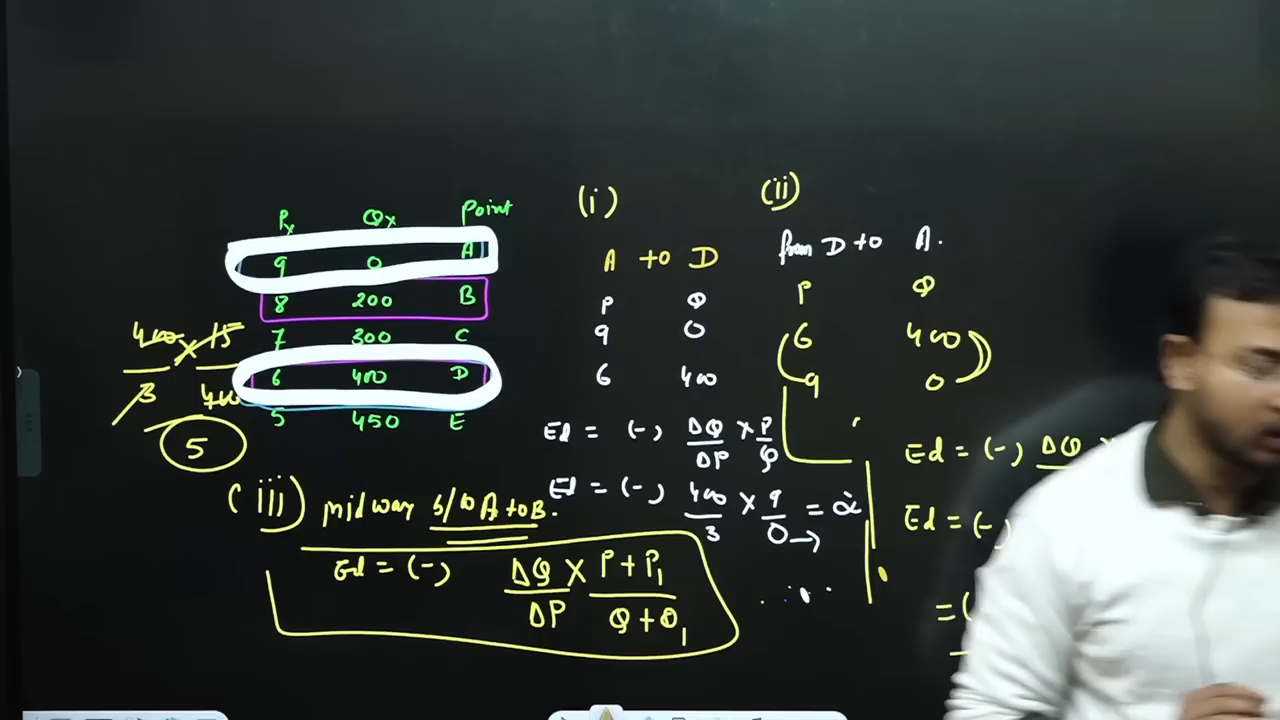 Px Qx Point
9 0 A
8 200 B
7 300 C
6 400 D
5 450 E
400 × 15
3 400
5
(i)
A to D
P Q
9 0
6 400
Ed = (-) ΔQ/ΔP × P/Q
Ed = (-) 400/3 × 9/0 = ∝
(ii)
from D to A.
P Q
6 400
9 0
Ed = (-) ΔQ
Ed = (-)
= (
(iii) midway b/w A to B.
Ed = (-) ΔQ/ΔP × P + P1/Q + Q1